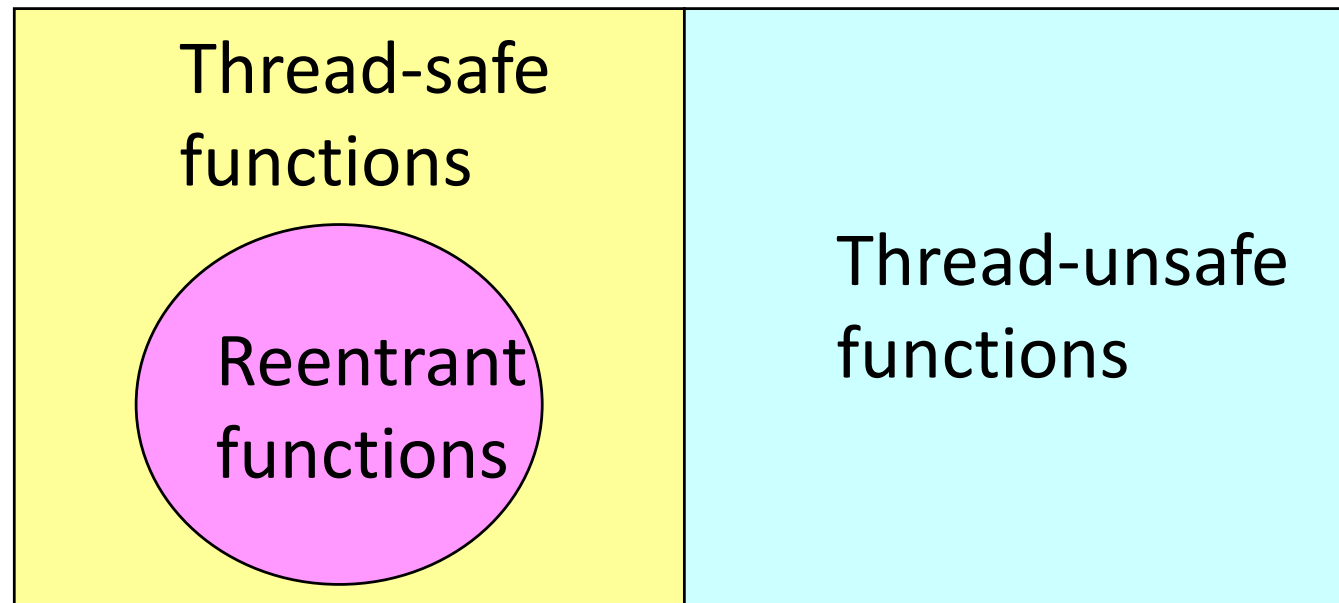 Thread-safe
functions
Reentrant
functions
Thread-unsafe
functions